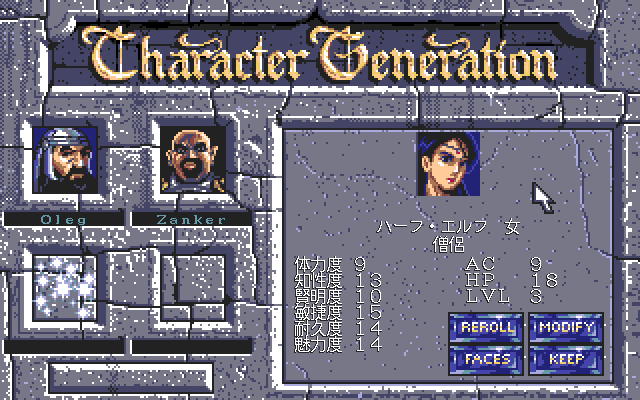 Character Generation
Oleg
Zanker
ハーフ・エルフ 女
僧侶
体力度 9
知性度 13
賢明度 10
敏捷度 15
耐久度 14
魅力度 14
AC 9
HP 18
LVL 3
REROLL
MODIFY
FACES
KEEP